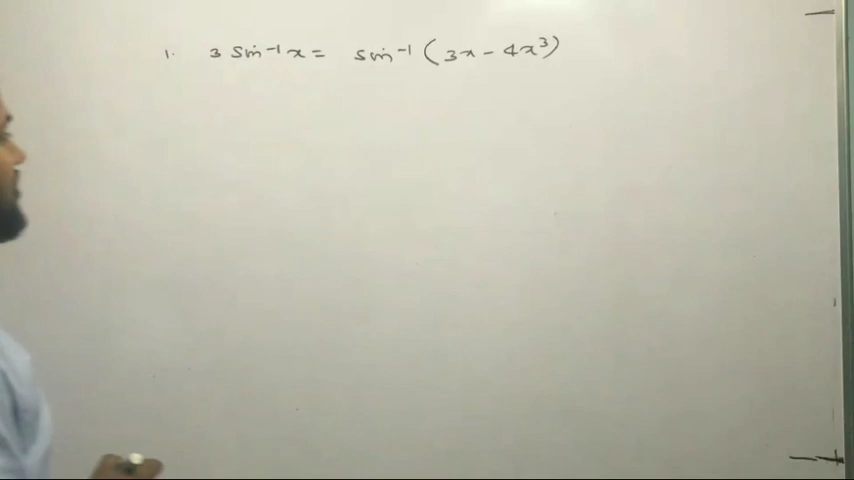 1. 3 sin⁻¹x = sin⁻¹(3x - 4x³)